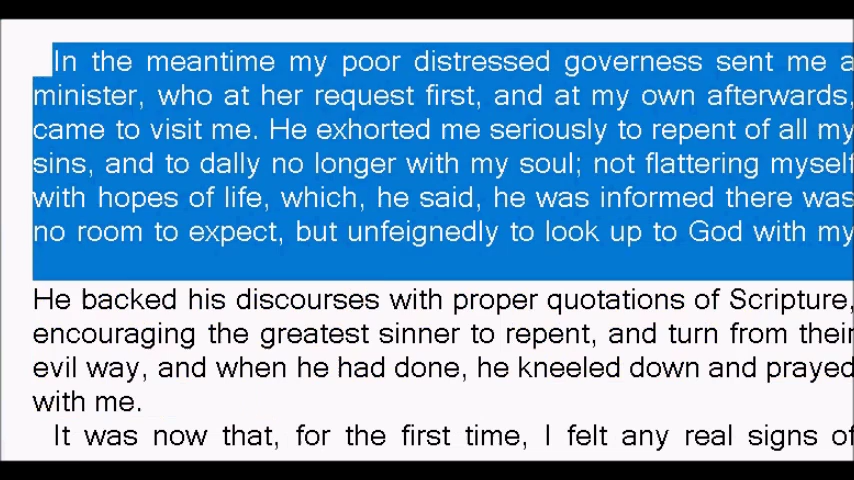 In the meantime my poor distressed governess sent me a
minister, who at her request first, and at my own afterwards,
came to visit me. He exhorted me seriously to repent of all my
sins, and to dally no longer with my soul; not flattering myself
with hopes of life, which, he said, he was informed there was
no room to expect, but unfeignedly to look up to God with my
He backed his discourses with proper quotations of Scripture,
encouraging the greatest sinner to repent, and turn from their
evil way, and when he had done, he kneeled down and prayed
with me.
It was now that, for the first time, I felt any real signs of